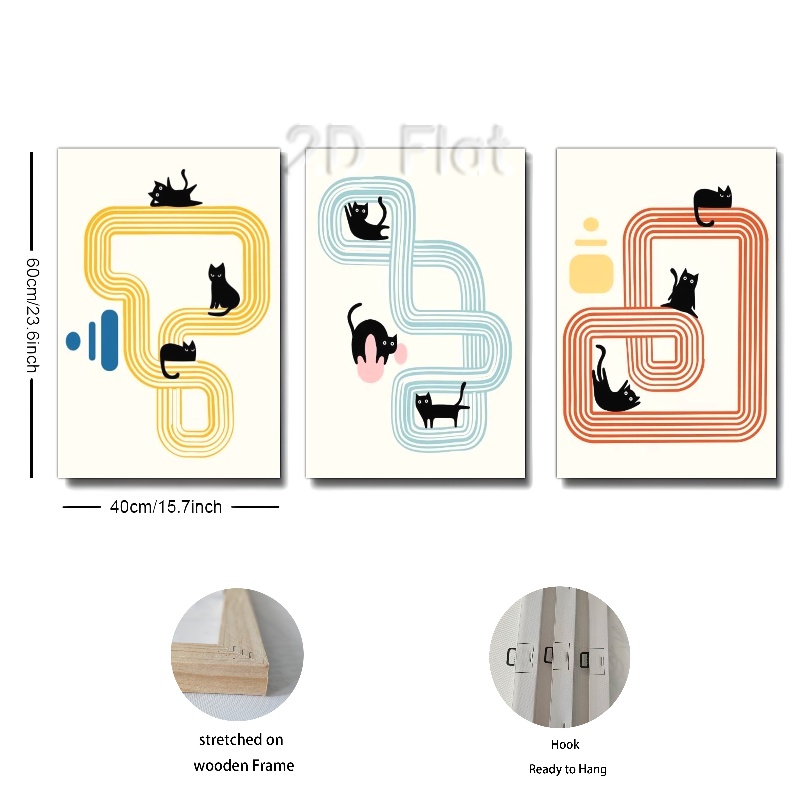 2D Flat
60cm/23.6inch
40cm/15.7inch
stretched on
wooden Frame
Hook
Ready to Hang